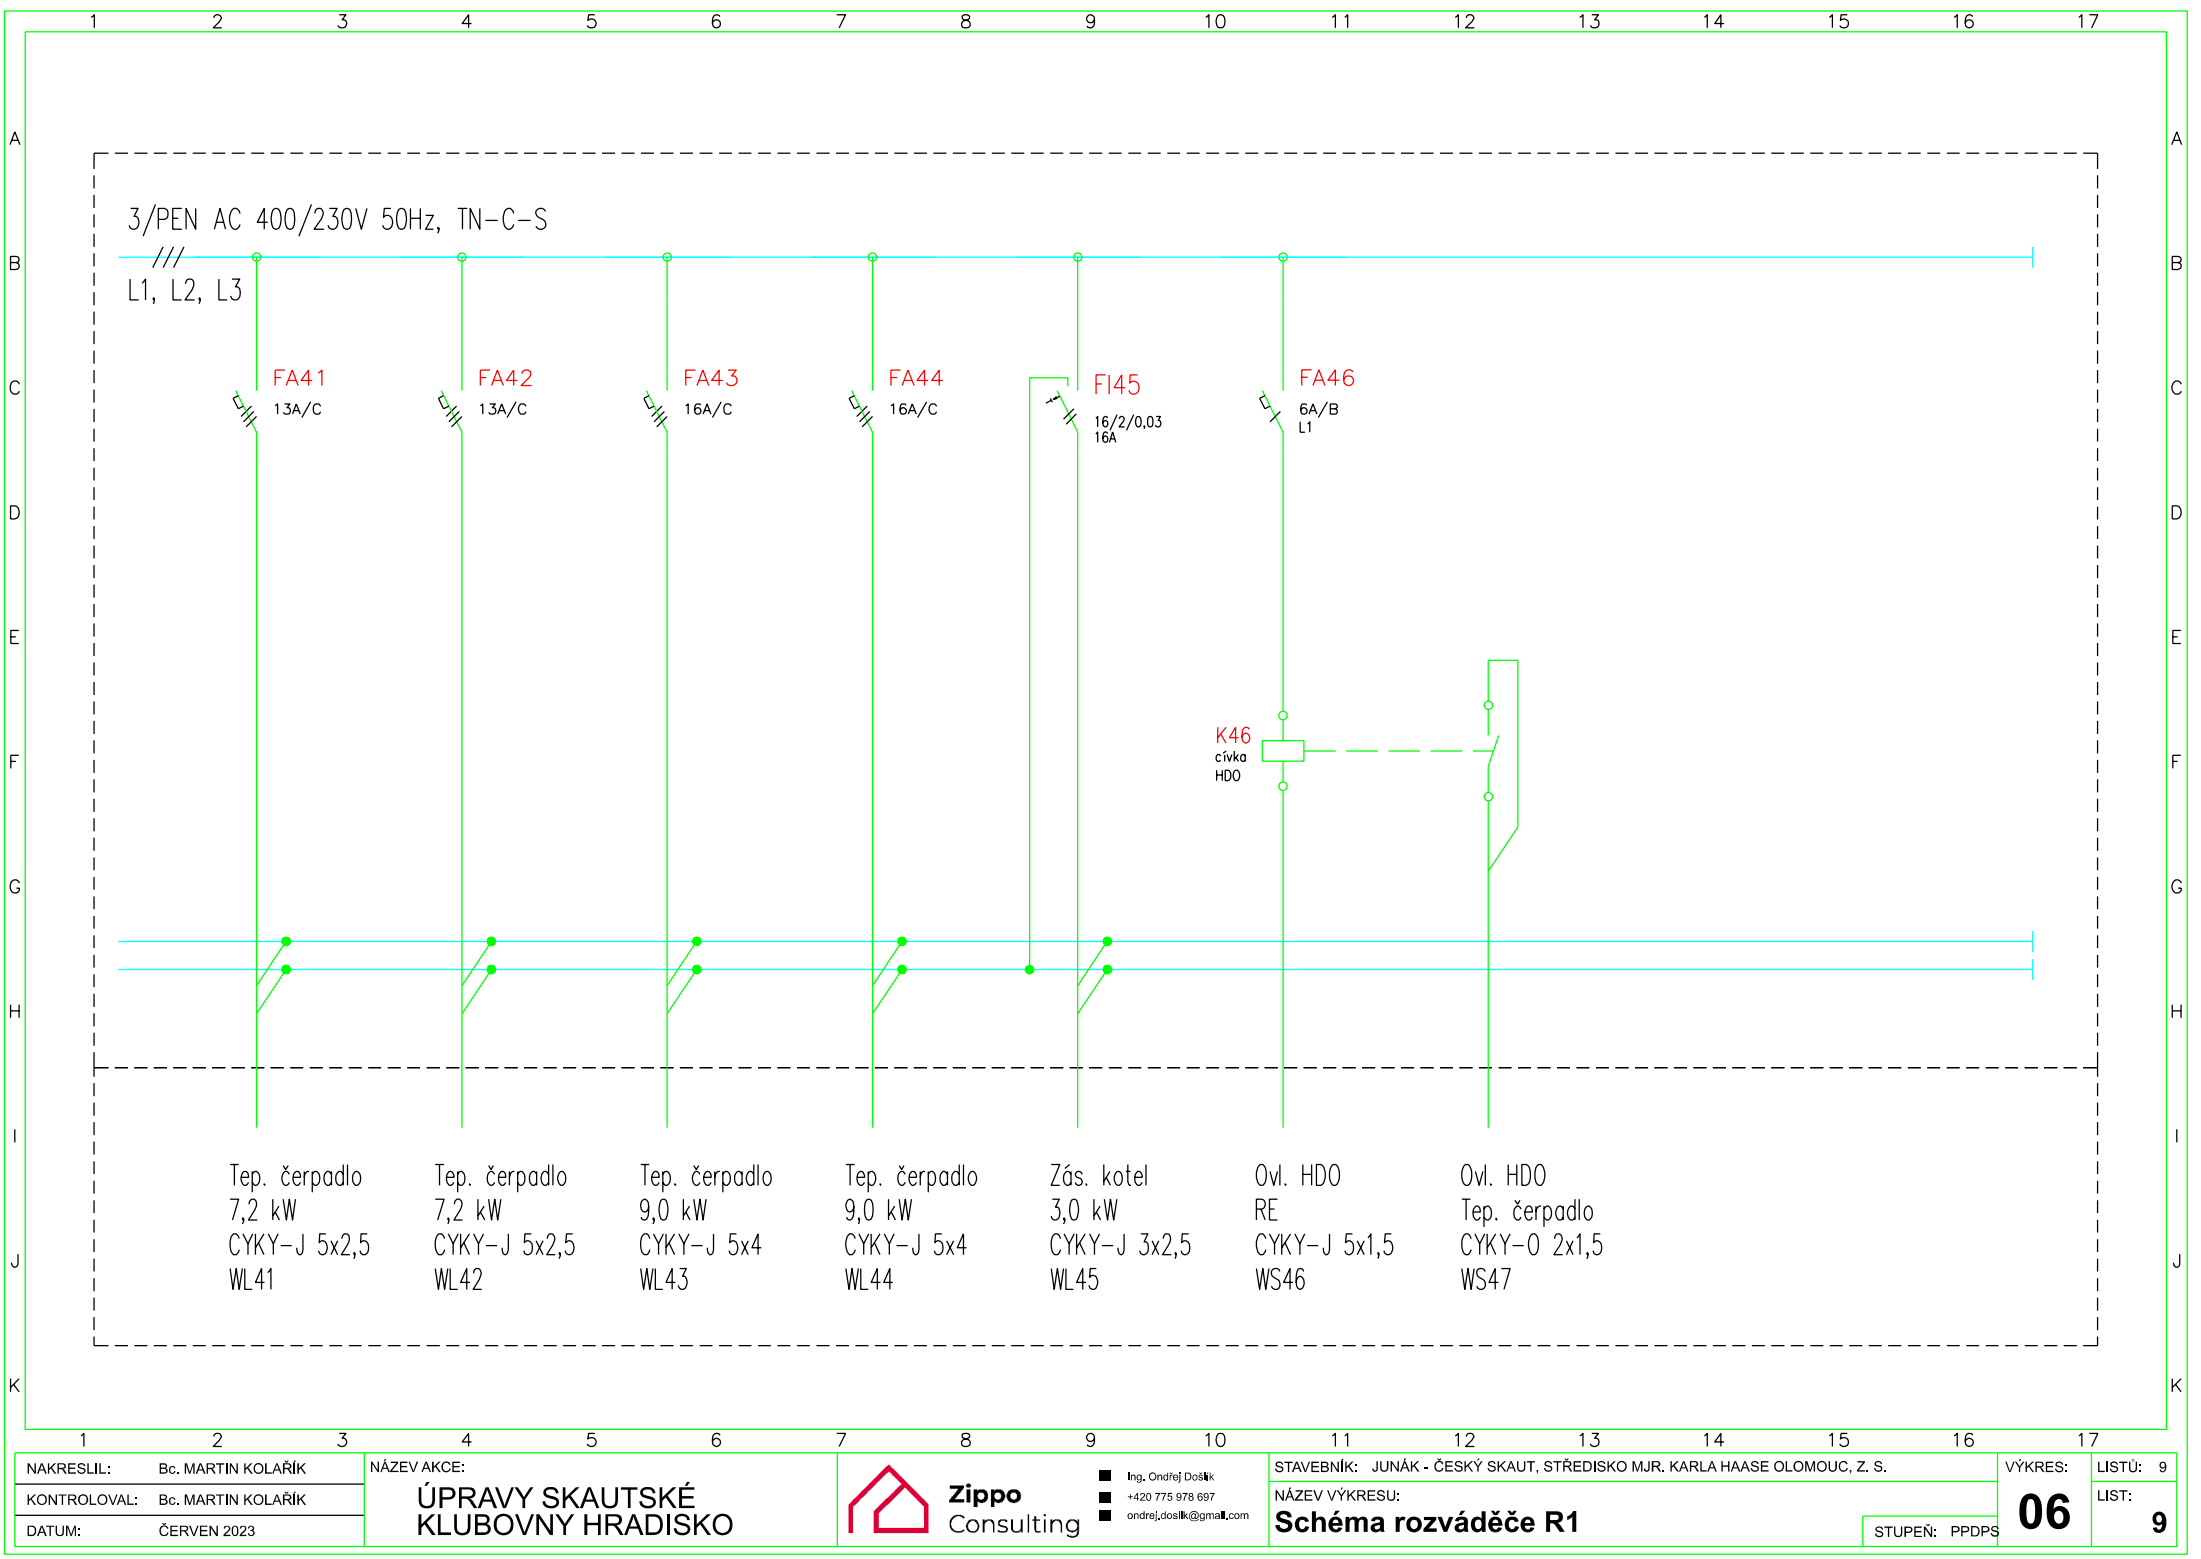 1 2 3 4 5 6 7 8 9 10 11 12 13 14 15 16 17
A A
3/PEN AC 400/230V 50Hz, TN-C-S
B B
L1, L2, L3
C C
FA41
13A/C
FA42
13A/C
FA43
16A/C
FA44
16A/C
FI45
16/2/0,03
16A
FA46
6A/B
L1
D D
E E
F F
K46
cívka
HDO
G G
H H
I I
Tep. čerpadlo
7,2 kW
CYKY-J 5x2,5
WL41
Tep. čerpadlo
7,2 kW
CYKY-J 5x2,5
WL42
Tep. čerpadlo
9,0 kW
CYKY-J 5x4
WL43
Tep. čerpadlo
9,0 kW
CYKY-J 5x4
WL44
Zás. kotel
3,0 kW
CYKY-J 3x2,5
WL45
Ovl. HDO
RE
CYKY-J 5x1,5
WS46
Ovl. HDO
Tep. čerpadlo
CYKY-O 2x1,5
WS47
J J
K K
1 2 3 4 5 6 7 8 9 10 11 12 13 14 15 16 17
NAKRESLIL: Bc. MARTIN KOLAŘÍK
KONTROLOVAL: Bc. MARTIN KOLAŘÍK
DATUM: ČERVEN 2023
NÁZEV AKCE:
ÚPRAVY SKAUTSKÉ
KLUBOVNY HRADISKO
Zippo
Consulting
Ing. Ondřej Došlik
+420 775 978 697
ondrej.doslik@gmail.com
STAVEBNÍK: JUNÁK - ČESKÝ SKAUT, STŘEDISKO MJR. KARLA HAASE OLOMOUC, Z. S.
NÁZEV VÝKRESU:
Schéma rozváděče R1
STUPEŇ: PPDPS
VÝKRES:
06
LISTŮ: 9
LIST:
9